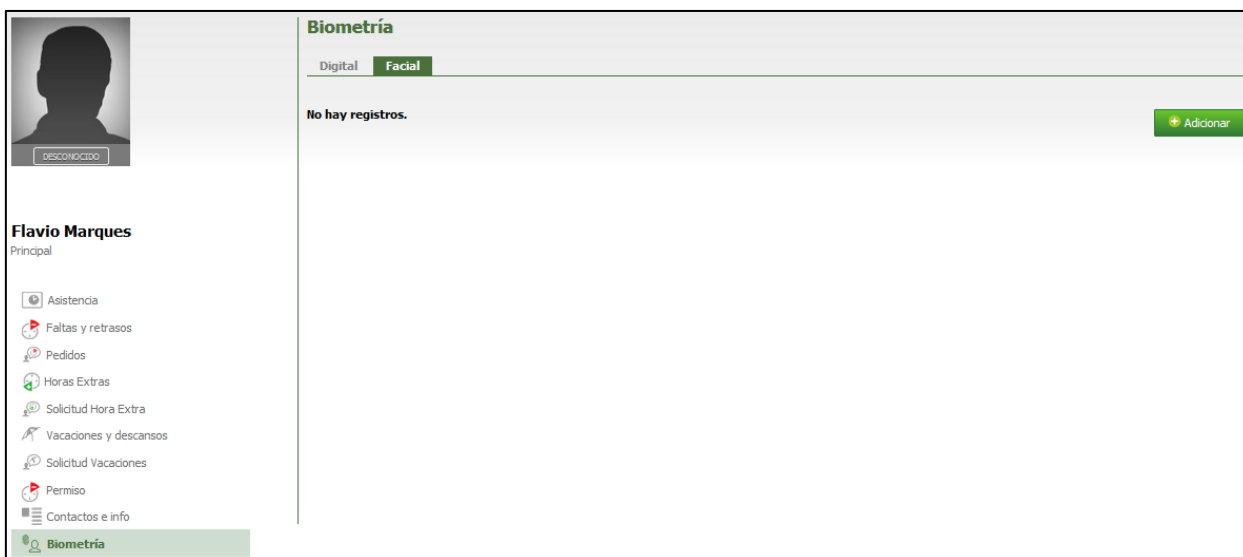 DESCONOCIDO
Flavio Marques
Principal
Asistencia
Faltas y retrasos
Pedidos
Horas Extras
Solicitud Hora Extra
Vacaciones y descansos
Solicitud Vacaciones
Permiso
Contactos e info
Biometría
Biometría
Digital Facial
No hay registros.
Adicionar